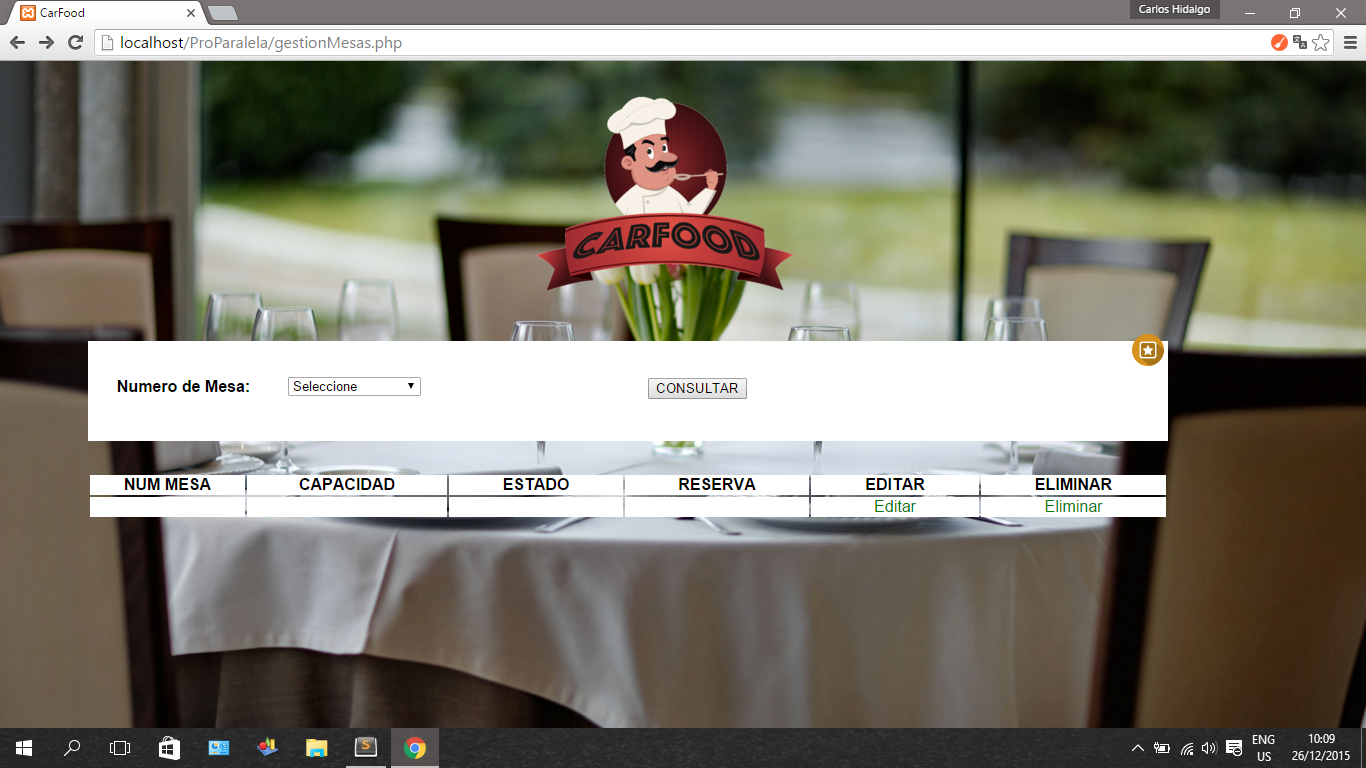 CarFood
Carlos Hidalgo
localhost/ProParalela/gestionMesas.php
CARFOOD
Numero de Mesa:
Seleccione
CONSULTAR
NUM MESA CAPACIDAD ESTADO RESERVA EDITAR ELIMINAR
Editar Eliminar
ENG
US
10:09
26/12/2015